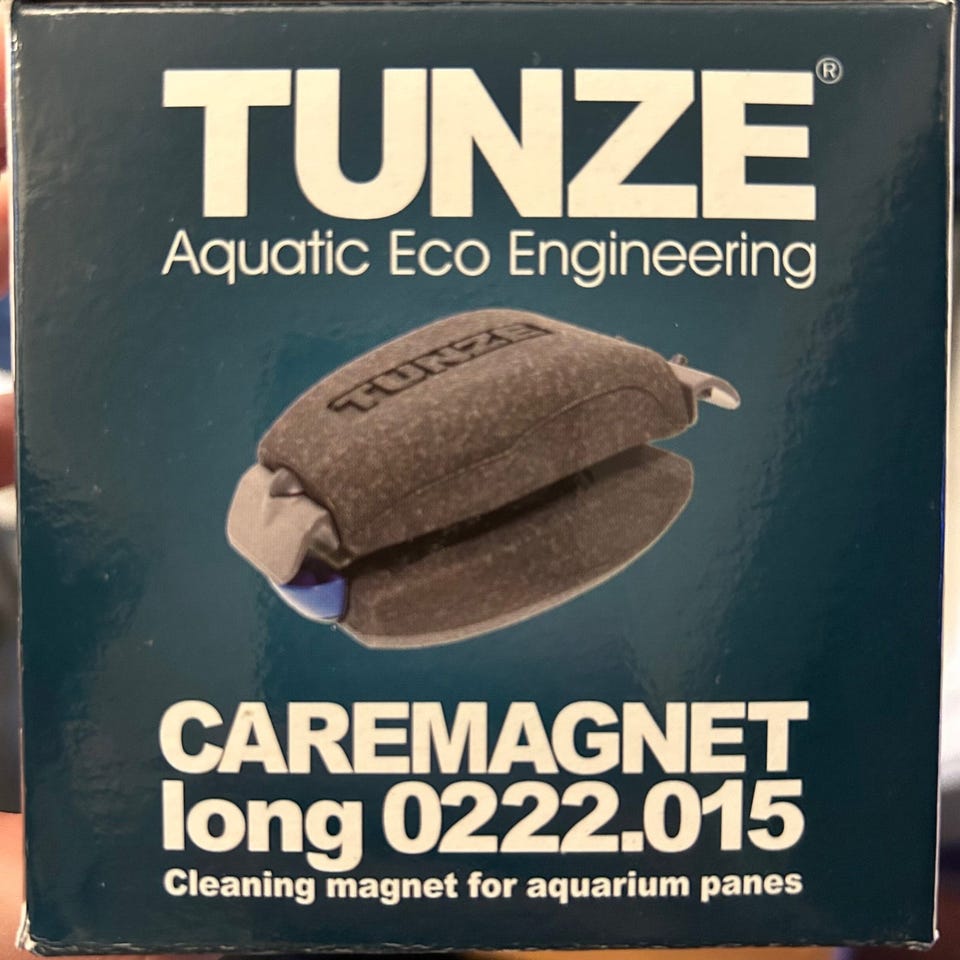 TUNZE®
Aquatic Eco Engineering
TUNZE
CAREMAGNET
long 0222.015
Cleaning magnet for aquarium panes